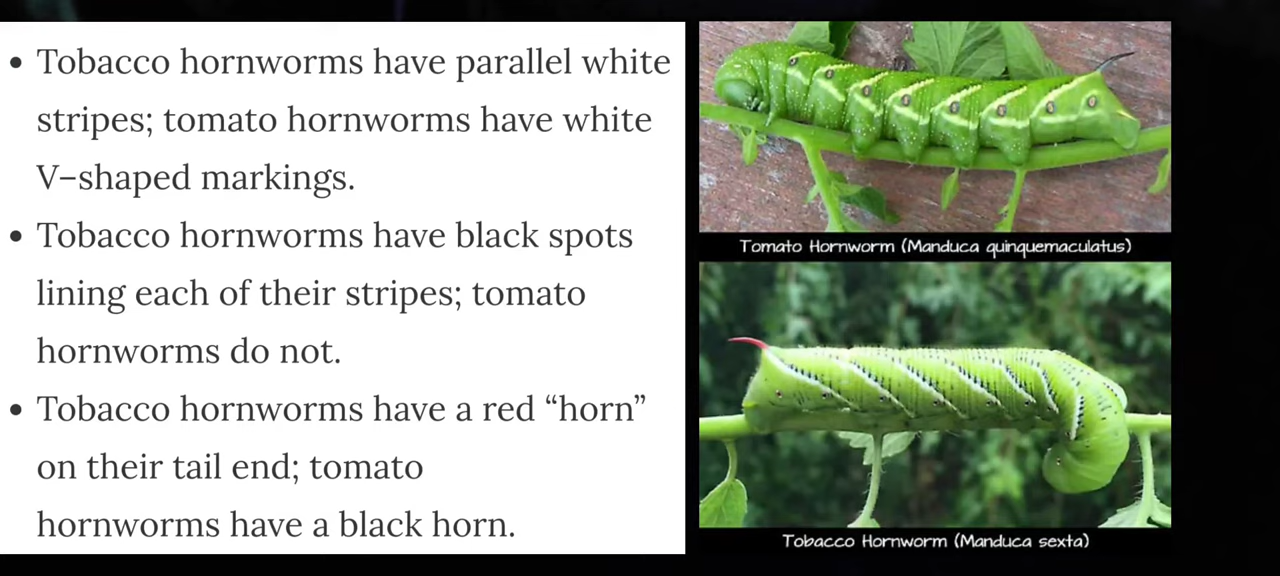 • Tobacco hornworms have parallel white
stripes; tomato hornworms have white
V–shaped markings.
• Tobacco hornworms have black spots
lining each of their stripes; tomato
hornworms do not.
• Tobacco hornworms have a red “horn”
on their tail end; tomato
hornworms have a black horn.
Tomato Hornworm (Manduca quinquemaculatus)
Tobacco Hornworm (Manduca sexta)